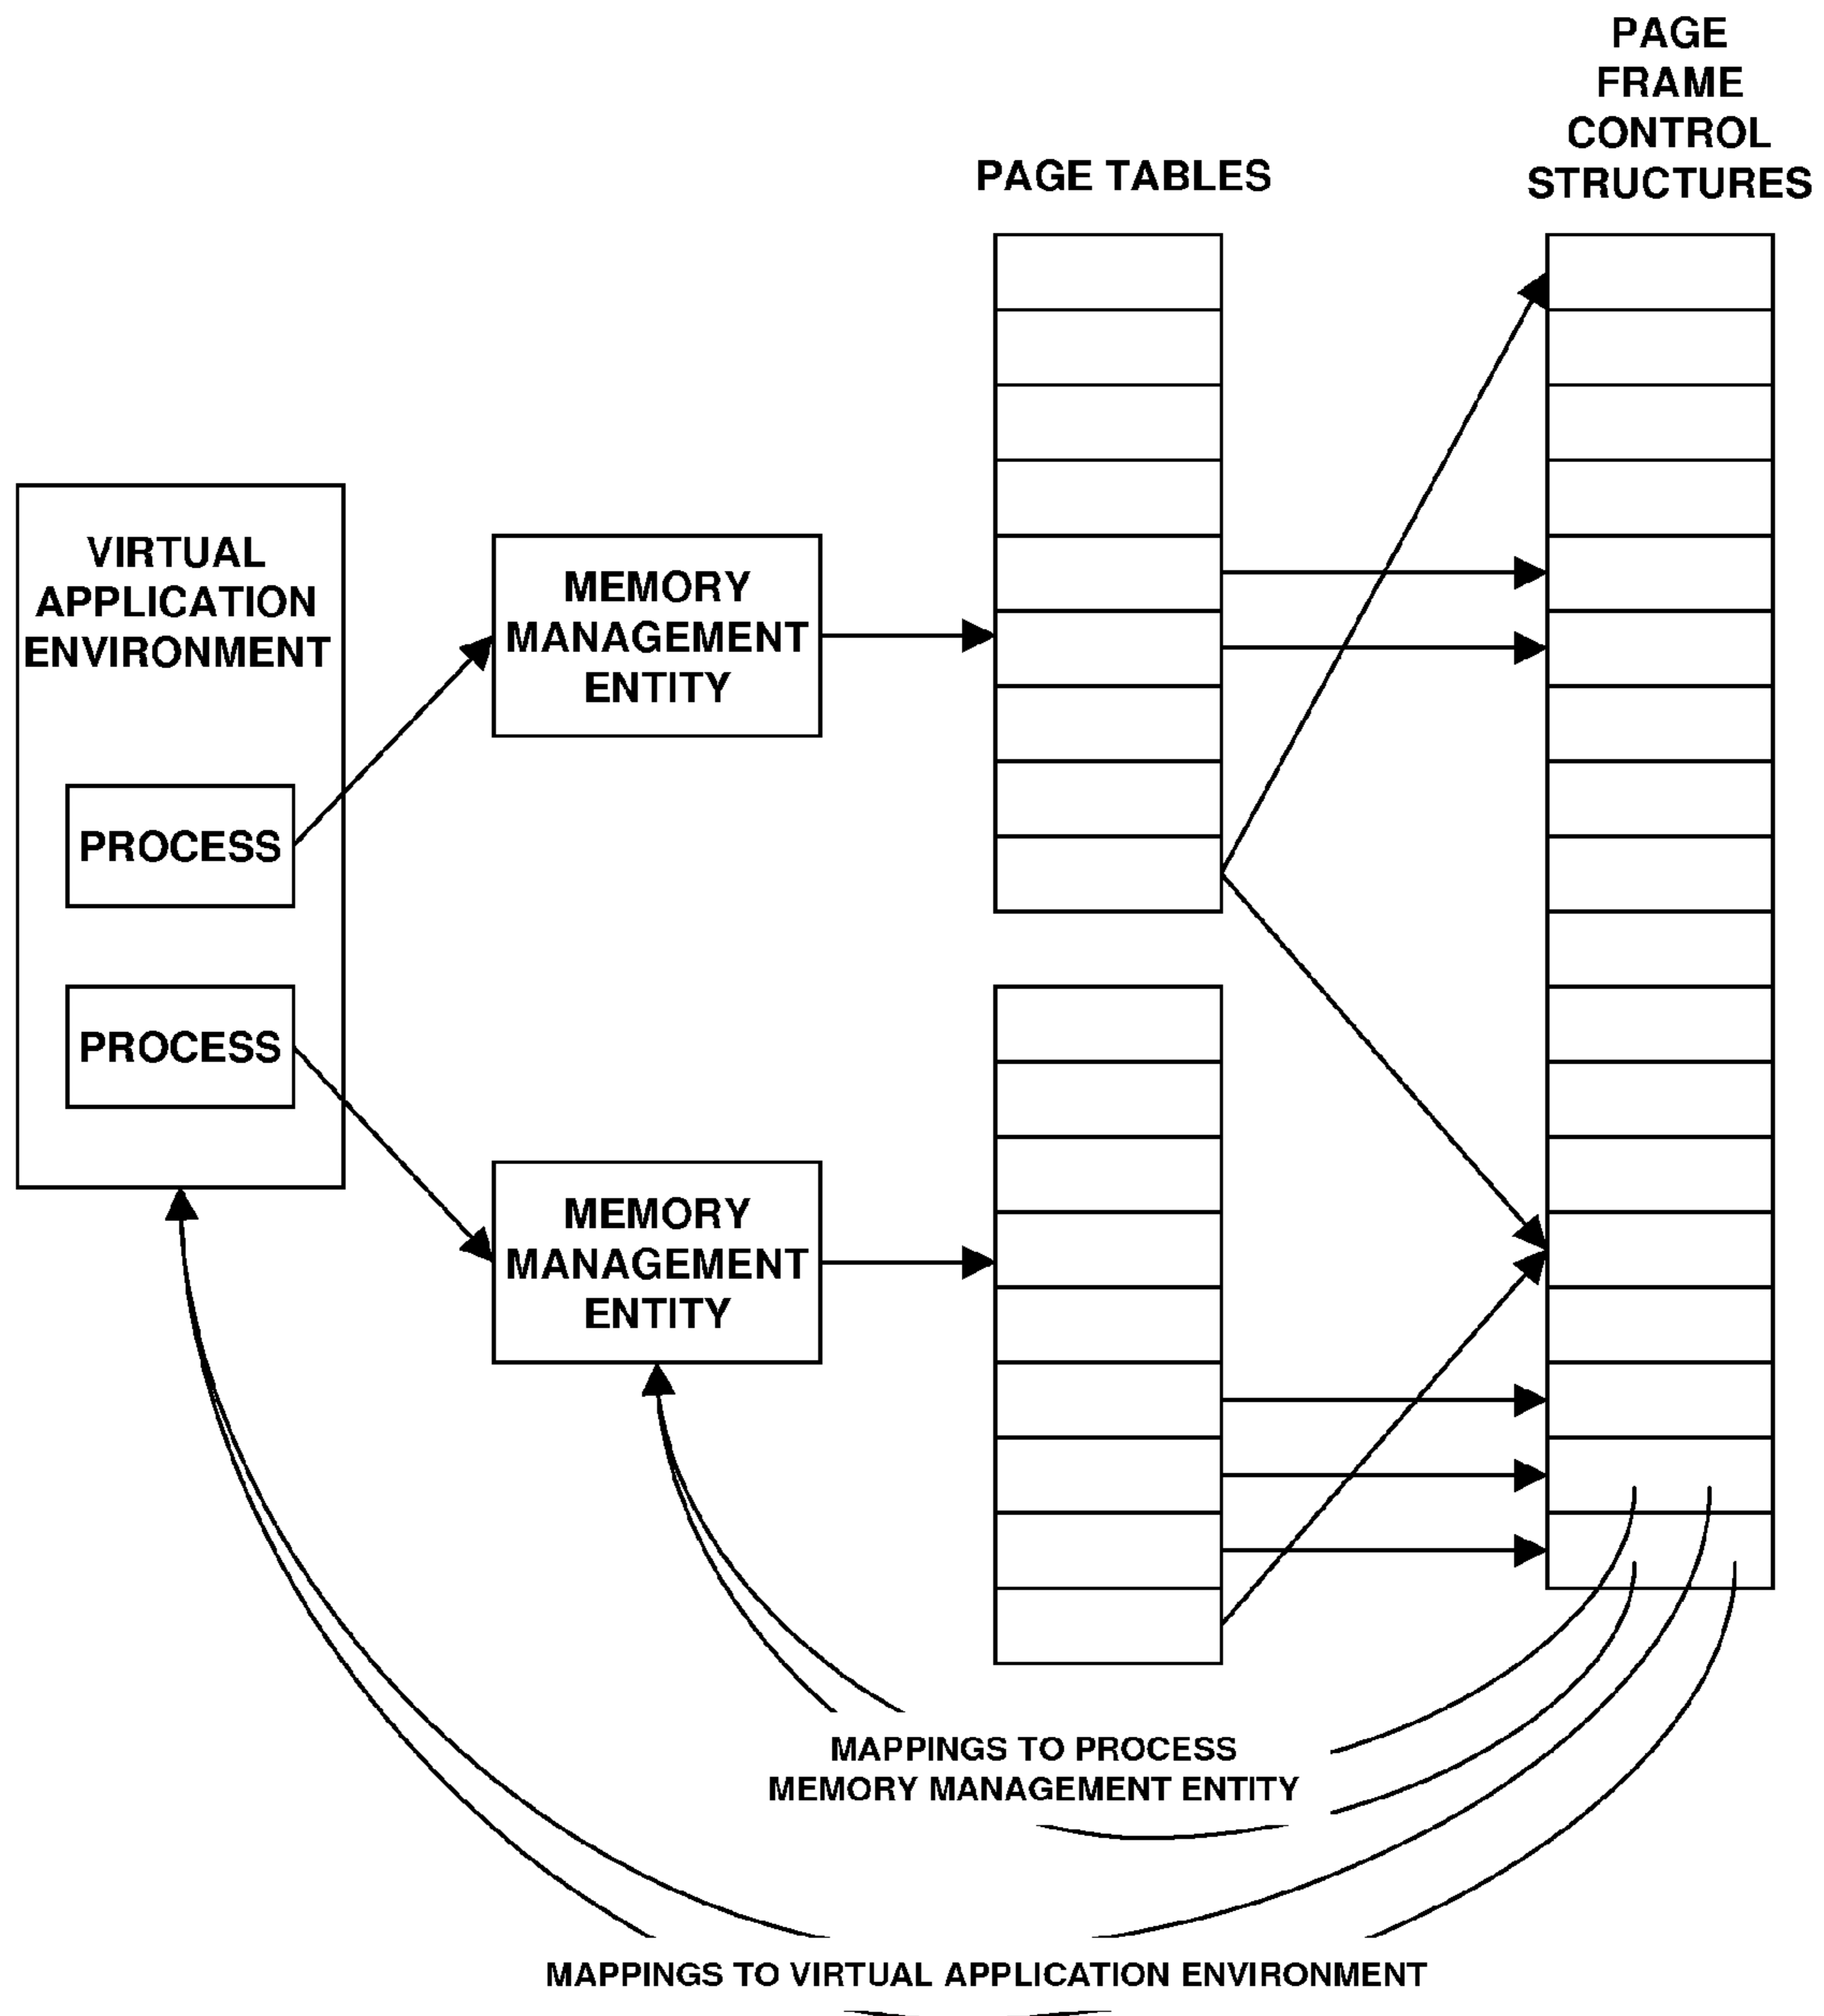 PAGE
FRAME
CONTROL
STRUCTURES
PAGE TABLES
VIRTUAL
APPLICATION
ENVIRONMENT
MEMORY
MANAGEMENT
ENTITY
PROCESS
PROCESS
MEMORY
MANAGEMENT
ENTITY
MAPPINGS TO PROCESS
MEMORY MANAGEMENT ENTITY
MAPPINGS TO VIRTUAL APPLICATION ENVIRONMENT